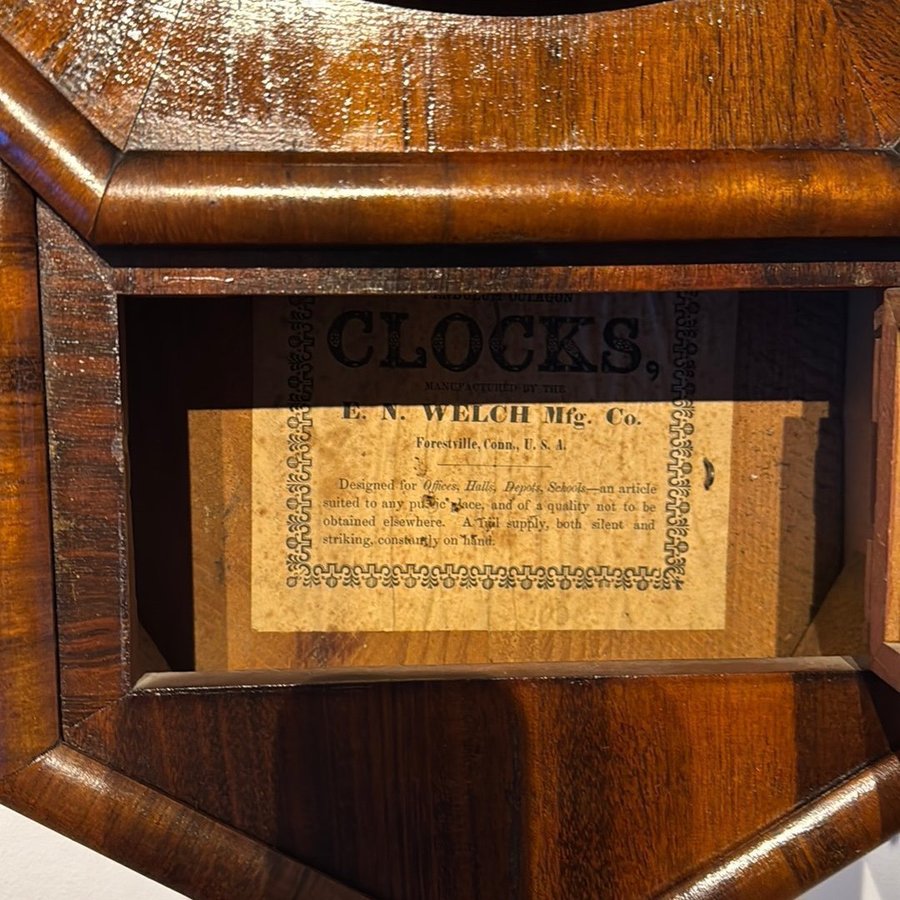 PENDULUM OCTAGON
CLOCKS,
MANUFACTURED BY THE
E. N. WELCH Mfg. Co.
Forestville, Conn., U. S. A.
Designed for Offices, Halls, Depots, Schools—an article
suited to any public place, and of a quality not to be
obtained elsewhere. A full supply, both silent and
striking, constantly on hand.